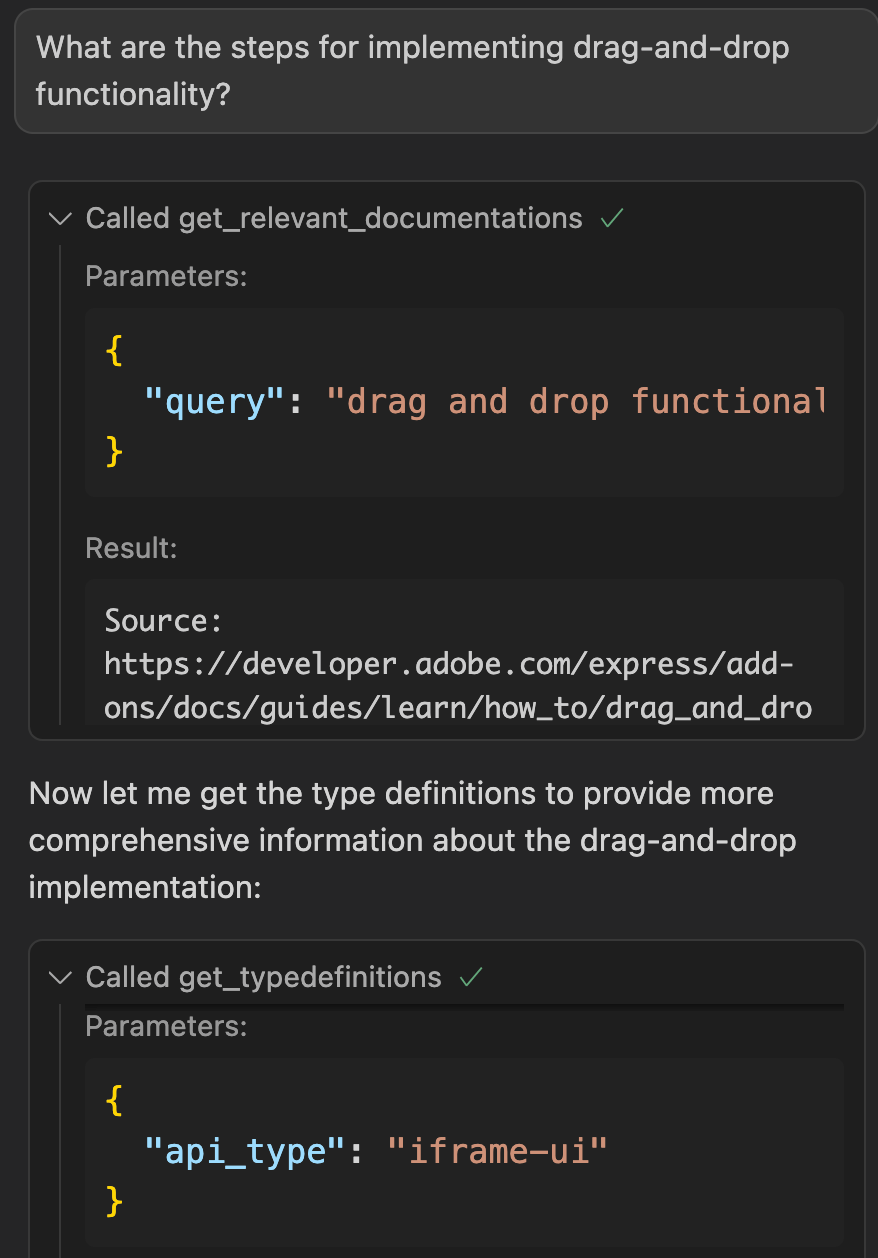 What are the steps for implementing drag-and-drop
functionality?
Called get_relevant_documentations
Parameters:
{
"query": "drag and drop functional
}
Result:
Source:
https://developer.adobe.com/express/add-
ons/docs/guides/learn/how_to/drag_and_dro
Now let me get the type definitions to provide more
comprehensive information about the drag-and-drop
implementation:
Called get_typedefinitions
Parameters:
{
"api_type": "iframe-ui"
}